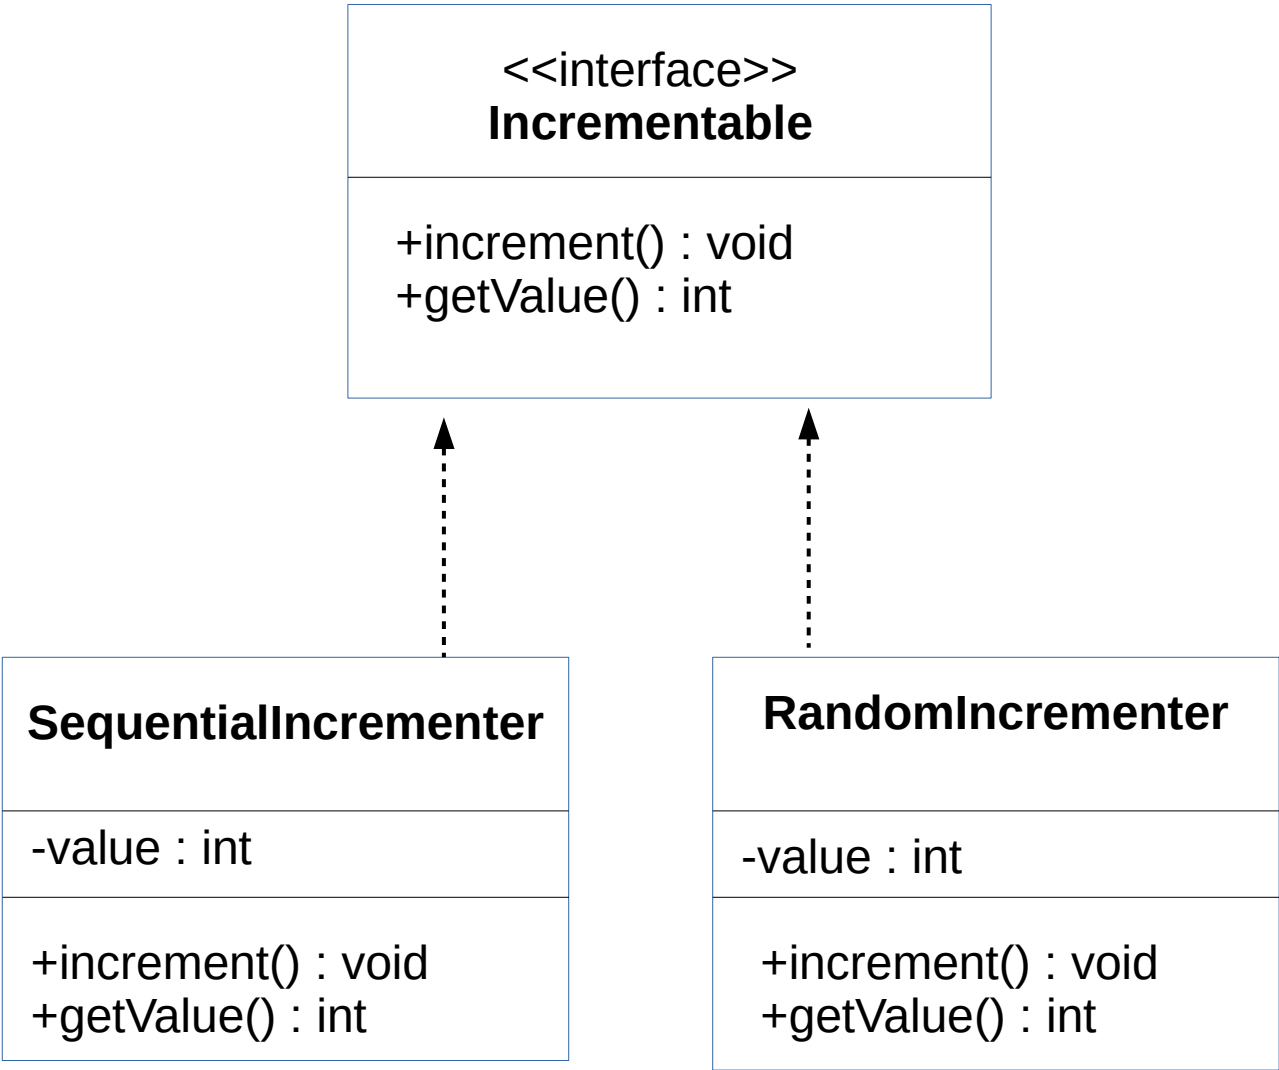 <<interface>>
Incrementable
+increment() : void
+getValue() : int
SequentialIncrementer
-value : int
+increment() : void
+getValue() : int
RandomIncrementer
-value : int
+increment() : void
+getValue() : int